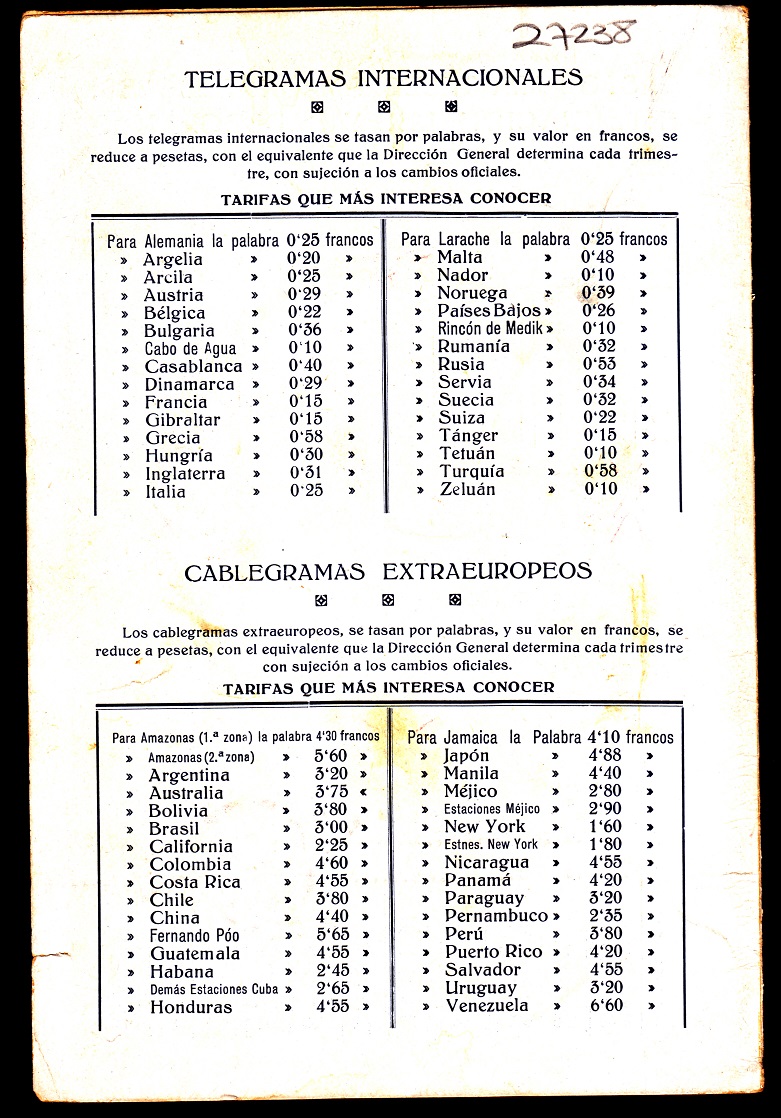 27238
TELEGRAMAS INTERNACIONALES
Los telegramas internacionales se tasan por palabras, y su valor en francos, se
reduce a pesetas, con el equivalente que la Dirección General determina cada trimes-
tre, con sujeción a los cambios oficiales.
TARIFAS QUE MÁS INTERESA CONOCER
Para Alemania la palabra 0‘25 francos
» Argelia » 0‘20 »
» Arcila » 0‘25 »
» Austria » 0‘29 »
» Bélgica » 0‘22 »
» Bulgaria » 0‘36 »
» Cabo de Agua » 0‘10 »
» Casablanca » 0‘40 »
» Dinamarca » 0‘29 »
» Francia » 0‘15 »
» Gibraltar » 0‘15 »
» Grecia » 0‘58 »
» Hungría » 0‘30 »
» Inglaterra » 0‘31 »
» Italia » 0‘25 »
Para Larache la palabra 0‘25 francos
» Malta » 0‘48 »
» Nador » 0‘10 »
» Noruega » 0‘39 »
» Países Bajos » 0‘26 »
» Rincón de Medik » 0‘10 »
» Rumanía » 0‘32 »
» Rusia » 0‘53 »
» Servia » 0‘34 »
» Suecia » 0‘32 »
» Suiza » 0‘22 »
» Tánger » 0‘15 »
» Tetuán » 0‘10 »
» Turquía » 0‘58 »
» Zeluán » 0‘10 »
CABLEGRAMAS EXTRAEUROPEOS
Los cablegramas extraeuropeos, se tasan por palabras, y su valor en francos, se
reduce a pesetas, con el equivalente que la Dirección General determina cada trimestre
con sujeción a los cambios oficiales.
TARIFAS QUE MÁS INTERESA CONOCER
Para Amazonas (1.ª zona) la palabra 4‘30 francos
» Amazonas (2.ª zona) » 5‘60 »
» Argentina » 3‘20 »
» Australia » 3‘75 «
» Bolivia » 3‘80 »
» Brasil » 3‘00 »
» California » 2‘25 »
» Colombia » 4‘60 »
» Costa Rica » 4‘55 »
» Chile » 3‘80 »
» China » 4‘40 »
» Fernando Póo » 5‘65 »
» Guatemala » 4‘55 »
» Habana » 2‘45 »
» Demás Estaciones Cuba » 2‘65 »
» Honduras » 4‘55 »
Para Jamaica la Palabra 4‘10 francos
» Japón » 4‘88 »
» Manila » 4‘40 »
» Méjico » 2‘80 »
» Estaciones Méjico » 2‘90 »
» New York » 1‘60 »
» Estnes. New York » 1‘80 »
» Nicaragua » 4‘55 »
» Panamá » 4‘20 »
» Paraguay » 3‘20 »
» Pernambuco » 2‘35 »
» Perú » 3‘80 »
» Puerto Rico » 4‘20 »
» Salvador » 4‘55 »
» Uruguay » 3‘20 »
» Venezuela » 6‘60 »